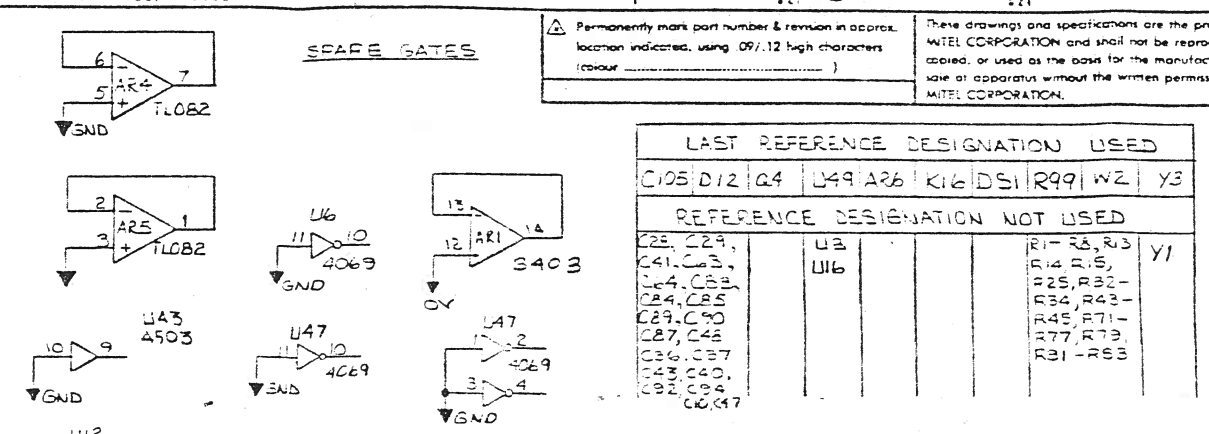 SPARE GATES
6
7
AR4
5
TL082
GND
2
1
AR5
3
TL082
U6
11
10
4069
GND
13
14
AR1
12
3403
0V
U43
4503
10
9
GND
U47
11
10
4069
GND
U47
1
2
4069
3
4
GND
Permanently mark part number & revision in approx.
location indicated, using .09/.12 high characters
(colour )
These drawings and specifications are the
MITEL CORPORATION and shall not be
copied, or used as the basis for the
sale of apparatus without the written
MITEL CORPORATION.
LAST REFERENCE DESIGNATION USED
C105 D12 Q4 U49 AR6 K16 DS1 R99 W2 Y3
REFERENCE DESIGNATION NOT USED
C28, C29,
C41, C63,
C64, C83,
C84, C85
C89, C90
C87, C48
C36, C37
C43, C40,
C92, C94
C10, C47
U3
U16
R1-R8, R13
R14, R15,
R25, R32-
R34, R43-
R45, R71-
R77, R79,
R81-R83
Y1